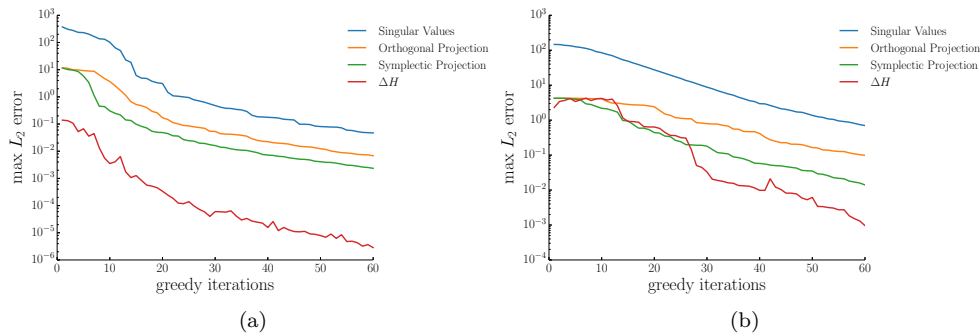 max $L_2$ error
10³
10²
10¹
10⁰
10⁻¹
10⁻²
10⁻³
10⁻⁴
10⁻⁵
10⁻⁶
0 10 20 30 40 50 60
greedy iterations
Singular Values
Orthogonal Projection
Symplectic Projection
ΔH
(a)
max $L_2$ error
10³
10²
10¹
10⁰
10⁻¹
10⁻²
10⁻³
10⁻⁴
0 10 20 30 40 50 60
greedy iterations
Singular Values
Orthogonal Projection
Symplectic Projection
ΔH
(b)